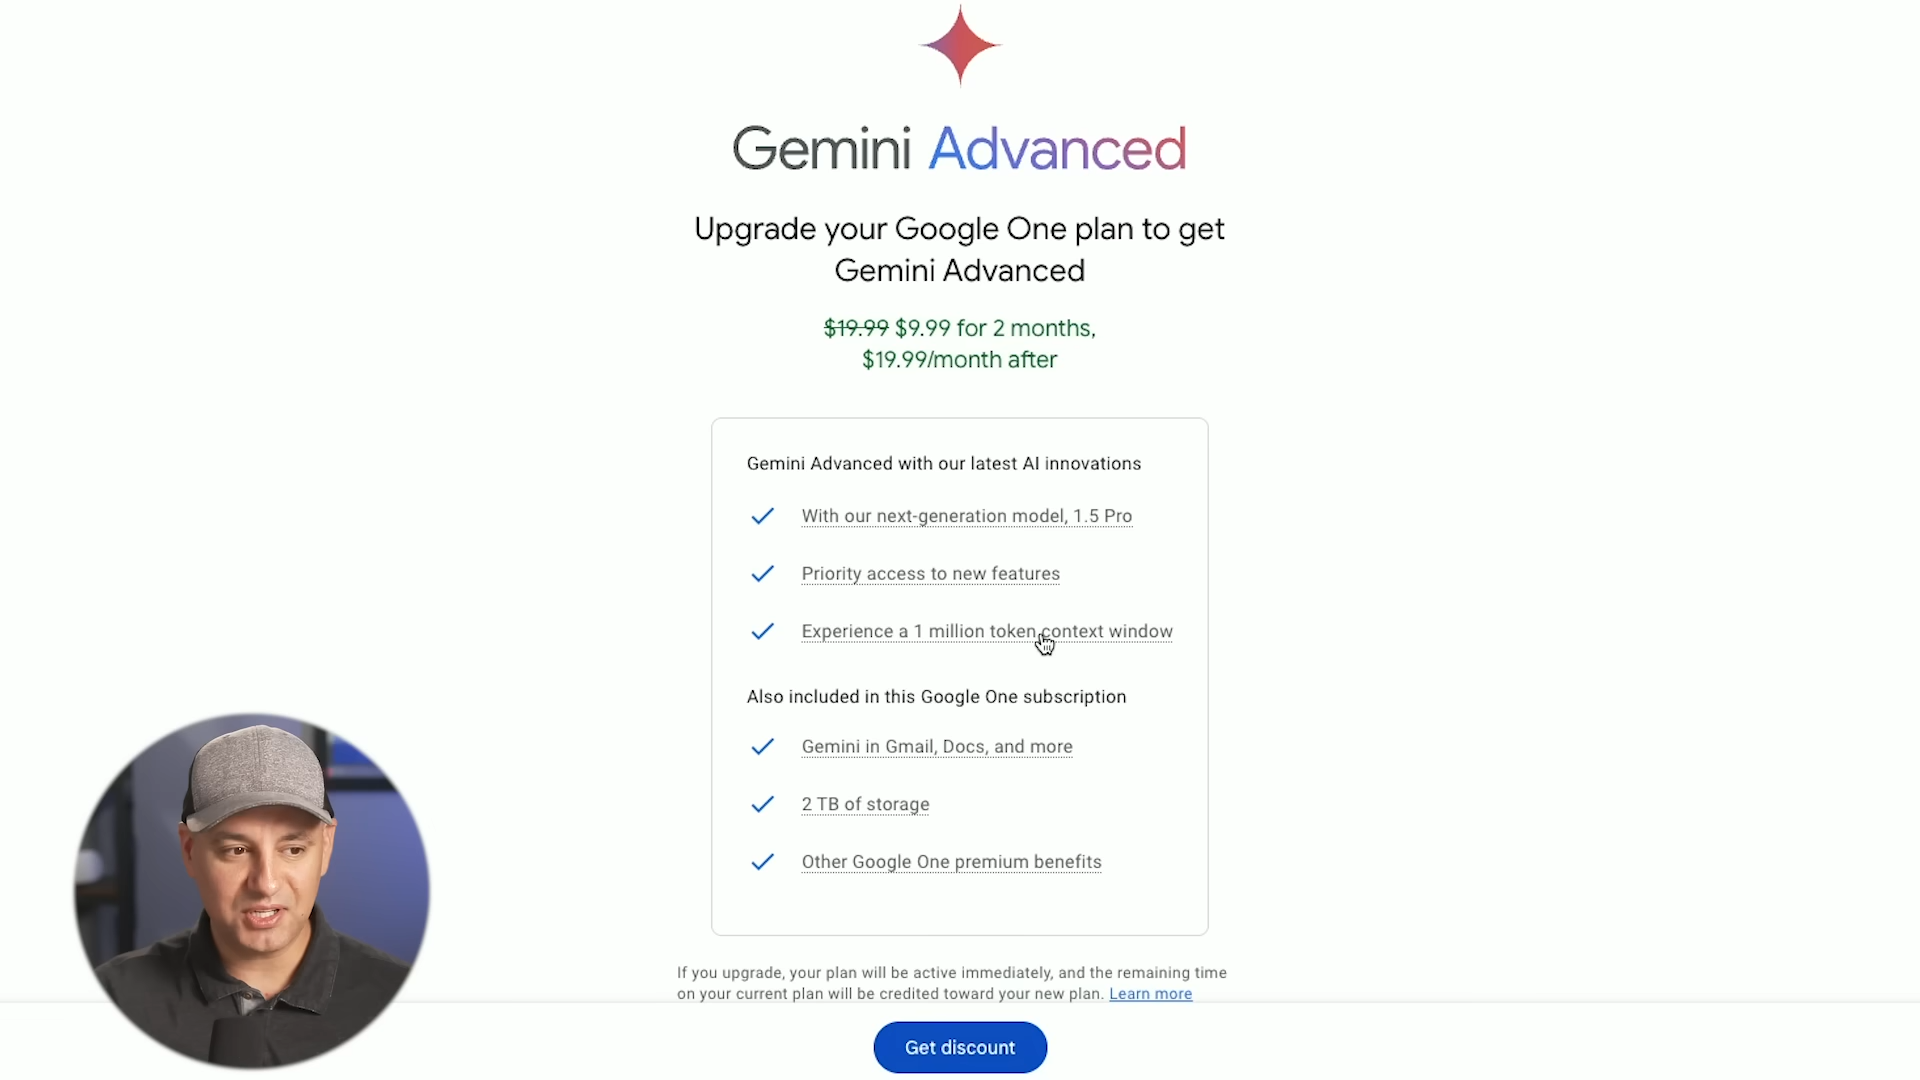 Gemini Advanced
Upgrade your Google One plan to get
Gemini Advanced
$19.99 $9.99 for 2 months,
$19.99/month after
Gemini Advanced with our latest AI innovations
With our next-generation model, 1.5 Pro
Priority access to new features
Experience a 1 million token context window
Also included in this Google One subscription
Gemini in Gmail, Docs, and more
2 TB of storage
Other Google One premium benefits
If you upgrade, your plan will be active immediately, and the remaining time
on your current plan will be credited toward your new plan. Learn more
Get discount